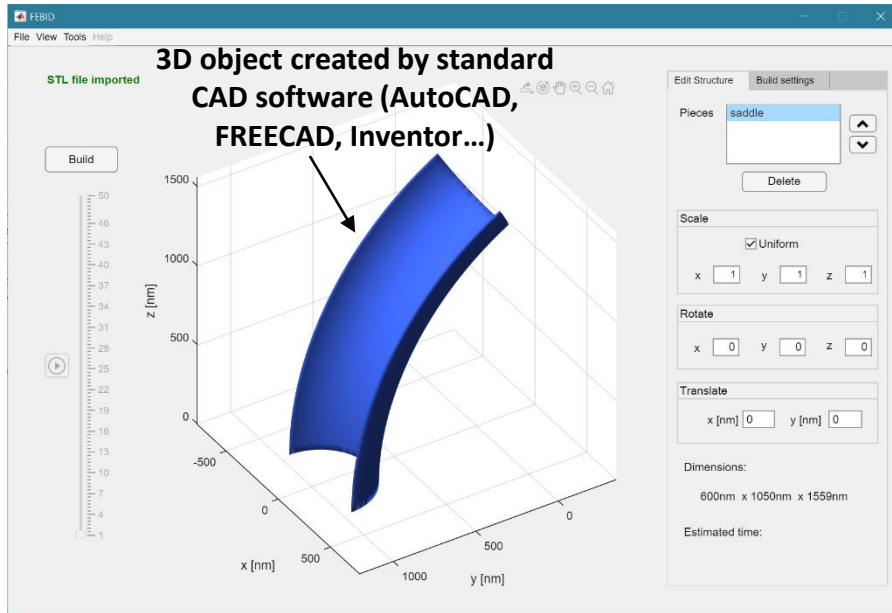 FEBID
File View Tools Help
3D object created by standard
CAD software (AutoCAD,
FREECAD, Inventor…)
STL file imported
Build
50
46
43
40
37
34
31
28
25
22
19
16
13
10
7
4
1
1500
1000
500
0
z [nm]
-500
0
500
x [nm]
1000
500
0
y [nm]
Edit Structure Build settings
Pieces saddle
Delete
Scale
Uniform
x 1 y 1 z 1
Rotate
x 0 y 0 z 0
Translate
x [nm] 0 y [nm] 0
Dimensions:
600nm x 1050nm x 1559nm
Estimated time: